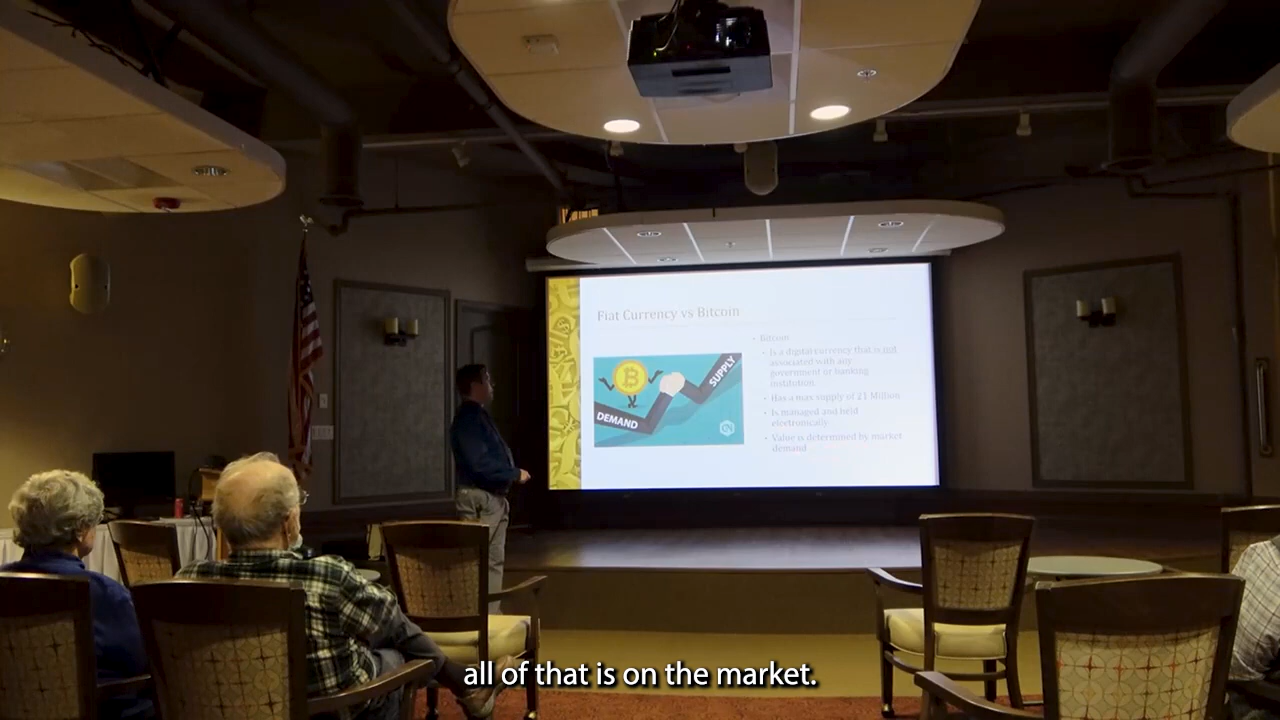 Fiat Currency vs Bitcoin
Bitcoin
Is a digital currency that is not
associated with any
government or banking
institution
Has a max supply of 21 Million
Is managed and held
electronically
Value is determined by market
demand
DEMAND
SUPPLY
all of that is on the market.